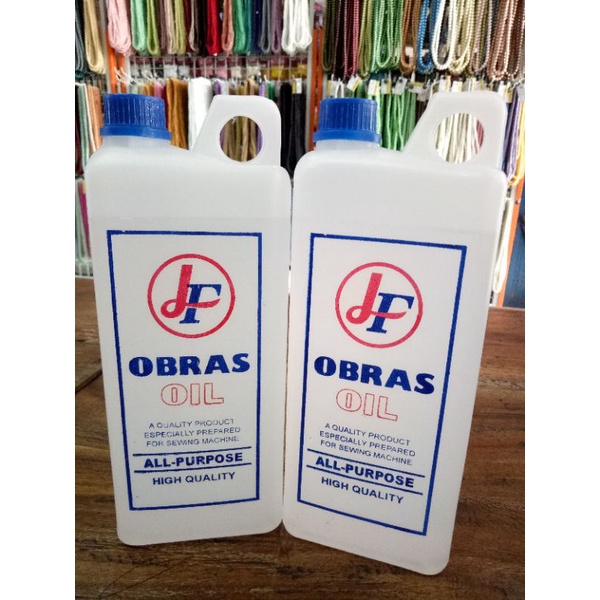 JF
OBRAS
OIL
A QUALITY PRODUCT
ESPECIALLY PREPARED
FOR SEWING MACHINE
ALL-PURPOSE
HIGH QUALITY
JF
OBRAS
OIL
A QUALITY PRODUCT
ESPECIALLY PREPARED
FOR SEWING MACHINE
ALL-PURPOSE
HIGH QUALITY